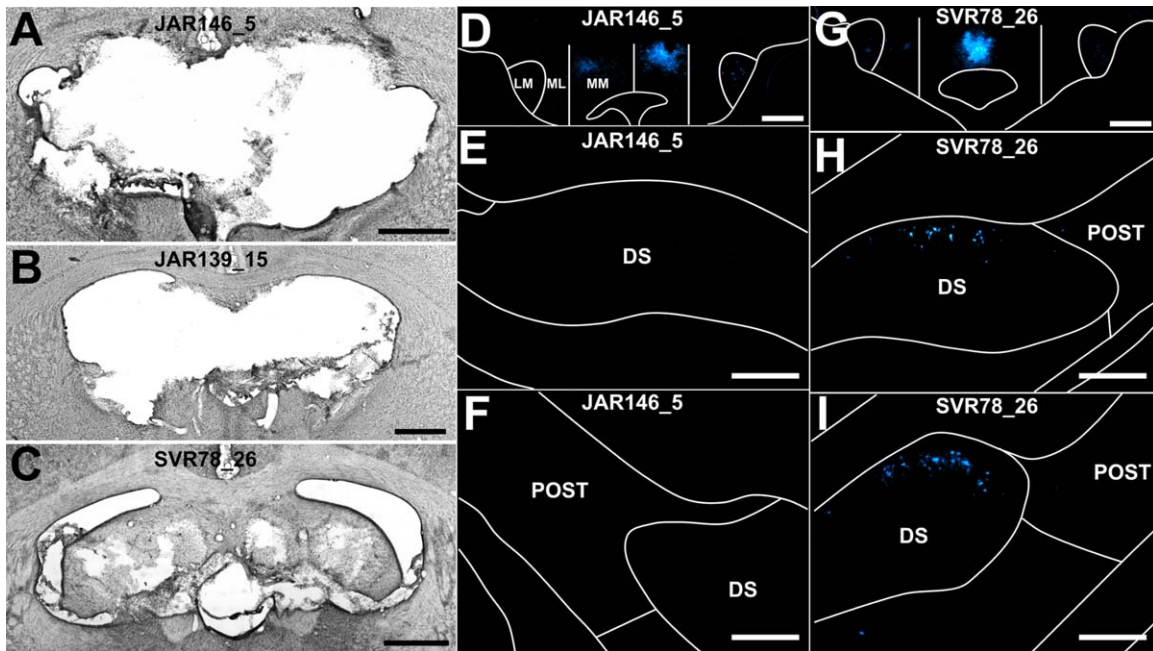 A
JAR146_5
B
JAR139_15
C
SVR78_26
D
JAR146_5
LM ML MM
E
JAR146_5
DS
F
JAR146_5
POST
DS
G
SVR78_26
H
SVR78_26
POST
DS
I
SVR78_26
POST
DS